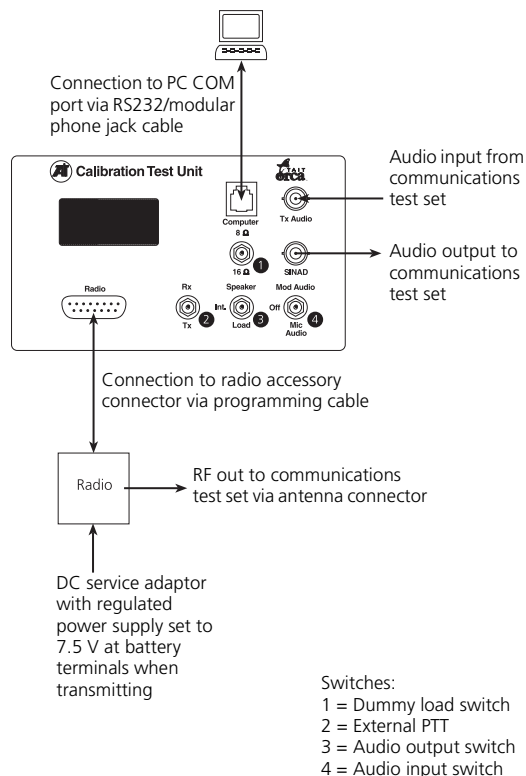 Connection to PC COM
port via RS232/modular
phone jack cable
Calibration Test Unit
TAIT
orca
Audio input from
communications
test set
Computer
Tx Audio
8 Ω
16 Ω
1
SINAD
Audio output to
communications
test set
Radio
Rx
Tx
2
Speaker
Int.
Load
3
Mod Audio
Off
Mic
Audio
4
Connection to radio accessory
connector via programming cable
Radio
RF out to communications
test set via antenna connector
DC service adaptor
with regulated
power supply set to
7.5 V at battery
terminals when
transmitting
Switches:
1 = Dummy load switch
2 = External PTT
3 = Audio output switch
4 = Audio input switch